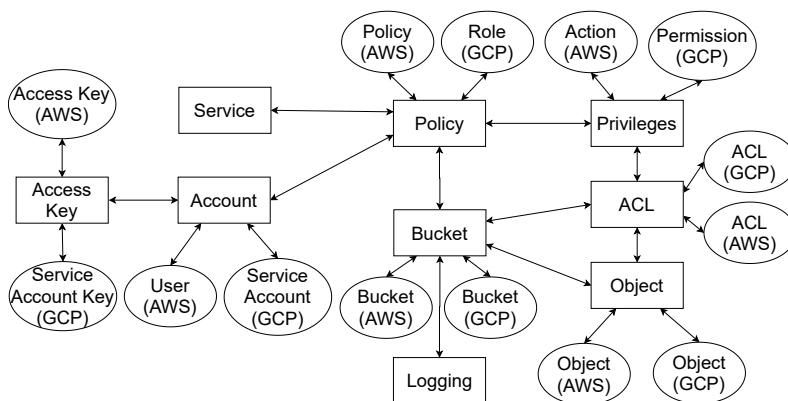 Policy
(AWS)
Role
(GCP)
Action
(AWS)
Permission
(GCP)
Access Key
(AWS)
Service
Policy
Privileges
ACL
(GCP)
Access
Key
Account
ACL
Bucket
ACL
(AWS)
Service
Account Key
(GCP)
User
(AWS)
Service
Account
(GCP)
Bucket
(AWS)
Bucket
(GCP)
Object
Logging
Object
(AWS)
Object
(GCP)